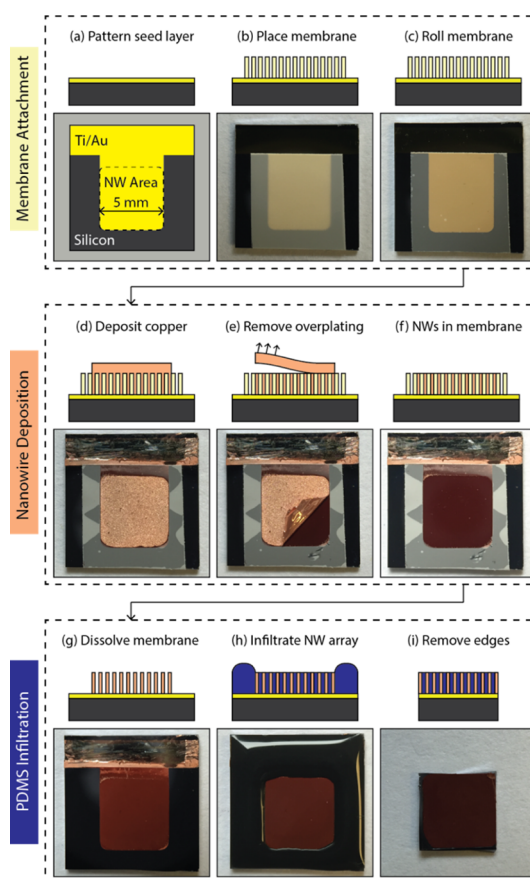 Membrane Attachment
(a) Pattern seed layer
(b) Place membrane
(c) Roll membrane
Ti/Au
NW Area
5 mm
Silicon
Nanowire Deposition
(d) Deposit copper
(e) Remove overplating
(f) NWs in membrane
PDMS Infiltration
(g) Dissolve membrane
(h) Infiltrate NW array
(i) Remove edges